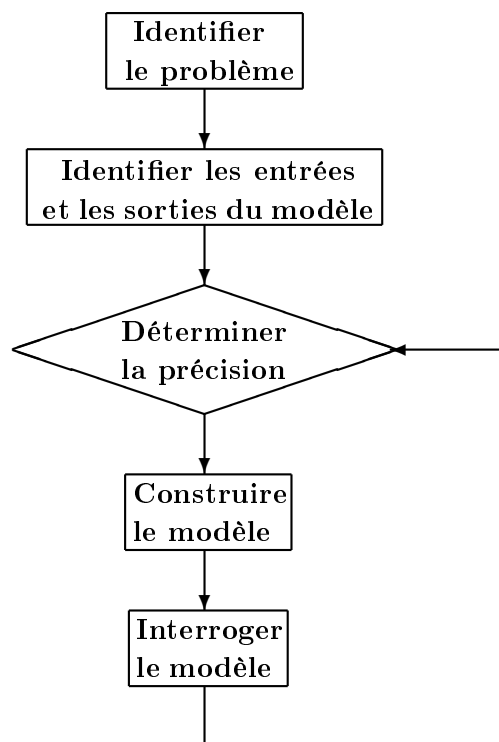 Identifier
le problème
Identifier les entrées
et les sorties du modèle
Déterminer
la précision
Construire
le modèle
Interroger
le modèle